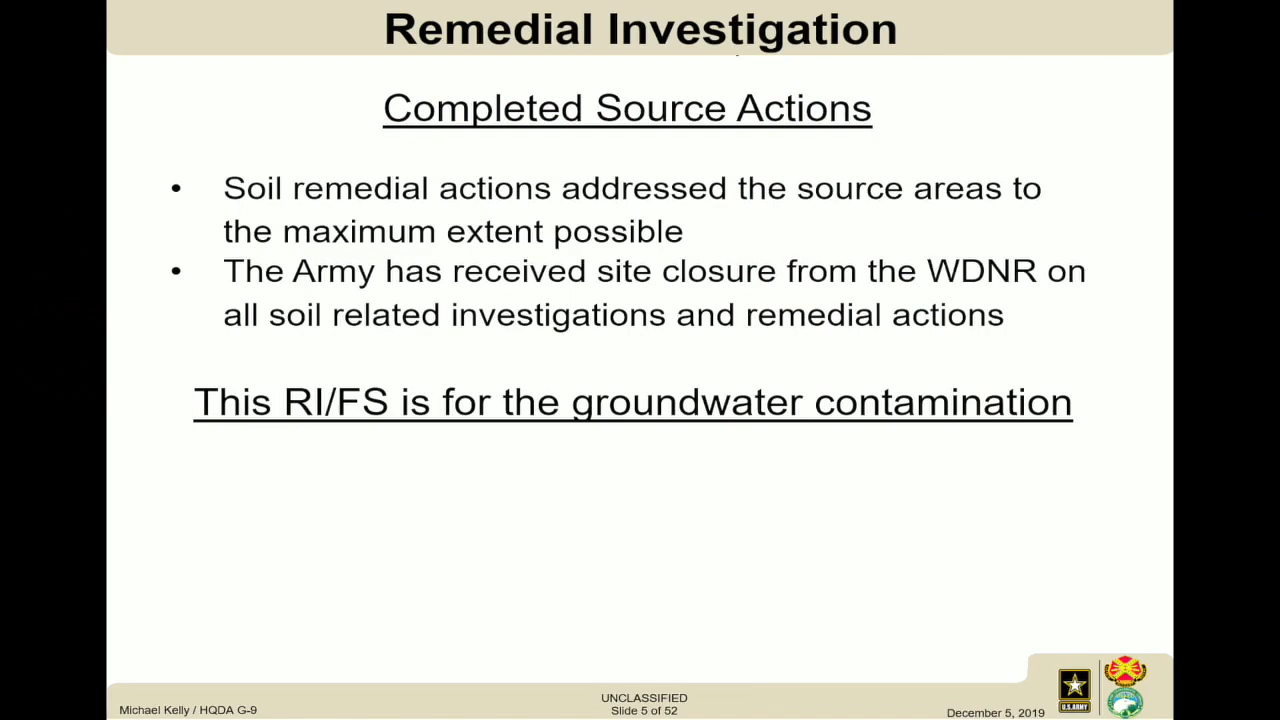 Remedial Investigation
Completed Source Actions
• Soil remedial actions addressed the source areas to
the maximum extent possible
• The Army has received site closure from the WDNR on
all soil related investigations and remedial actions
This RI/FS is for the groundwater contamination
Michael Kelly / HQDA G-9
UNCLASSIFIED
Slide 5 of 52
December 5, 2019
U.S.ARMY